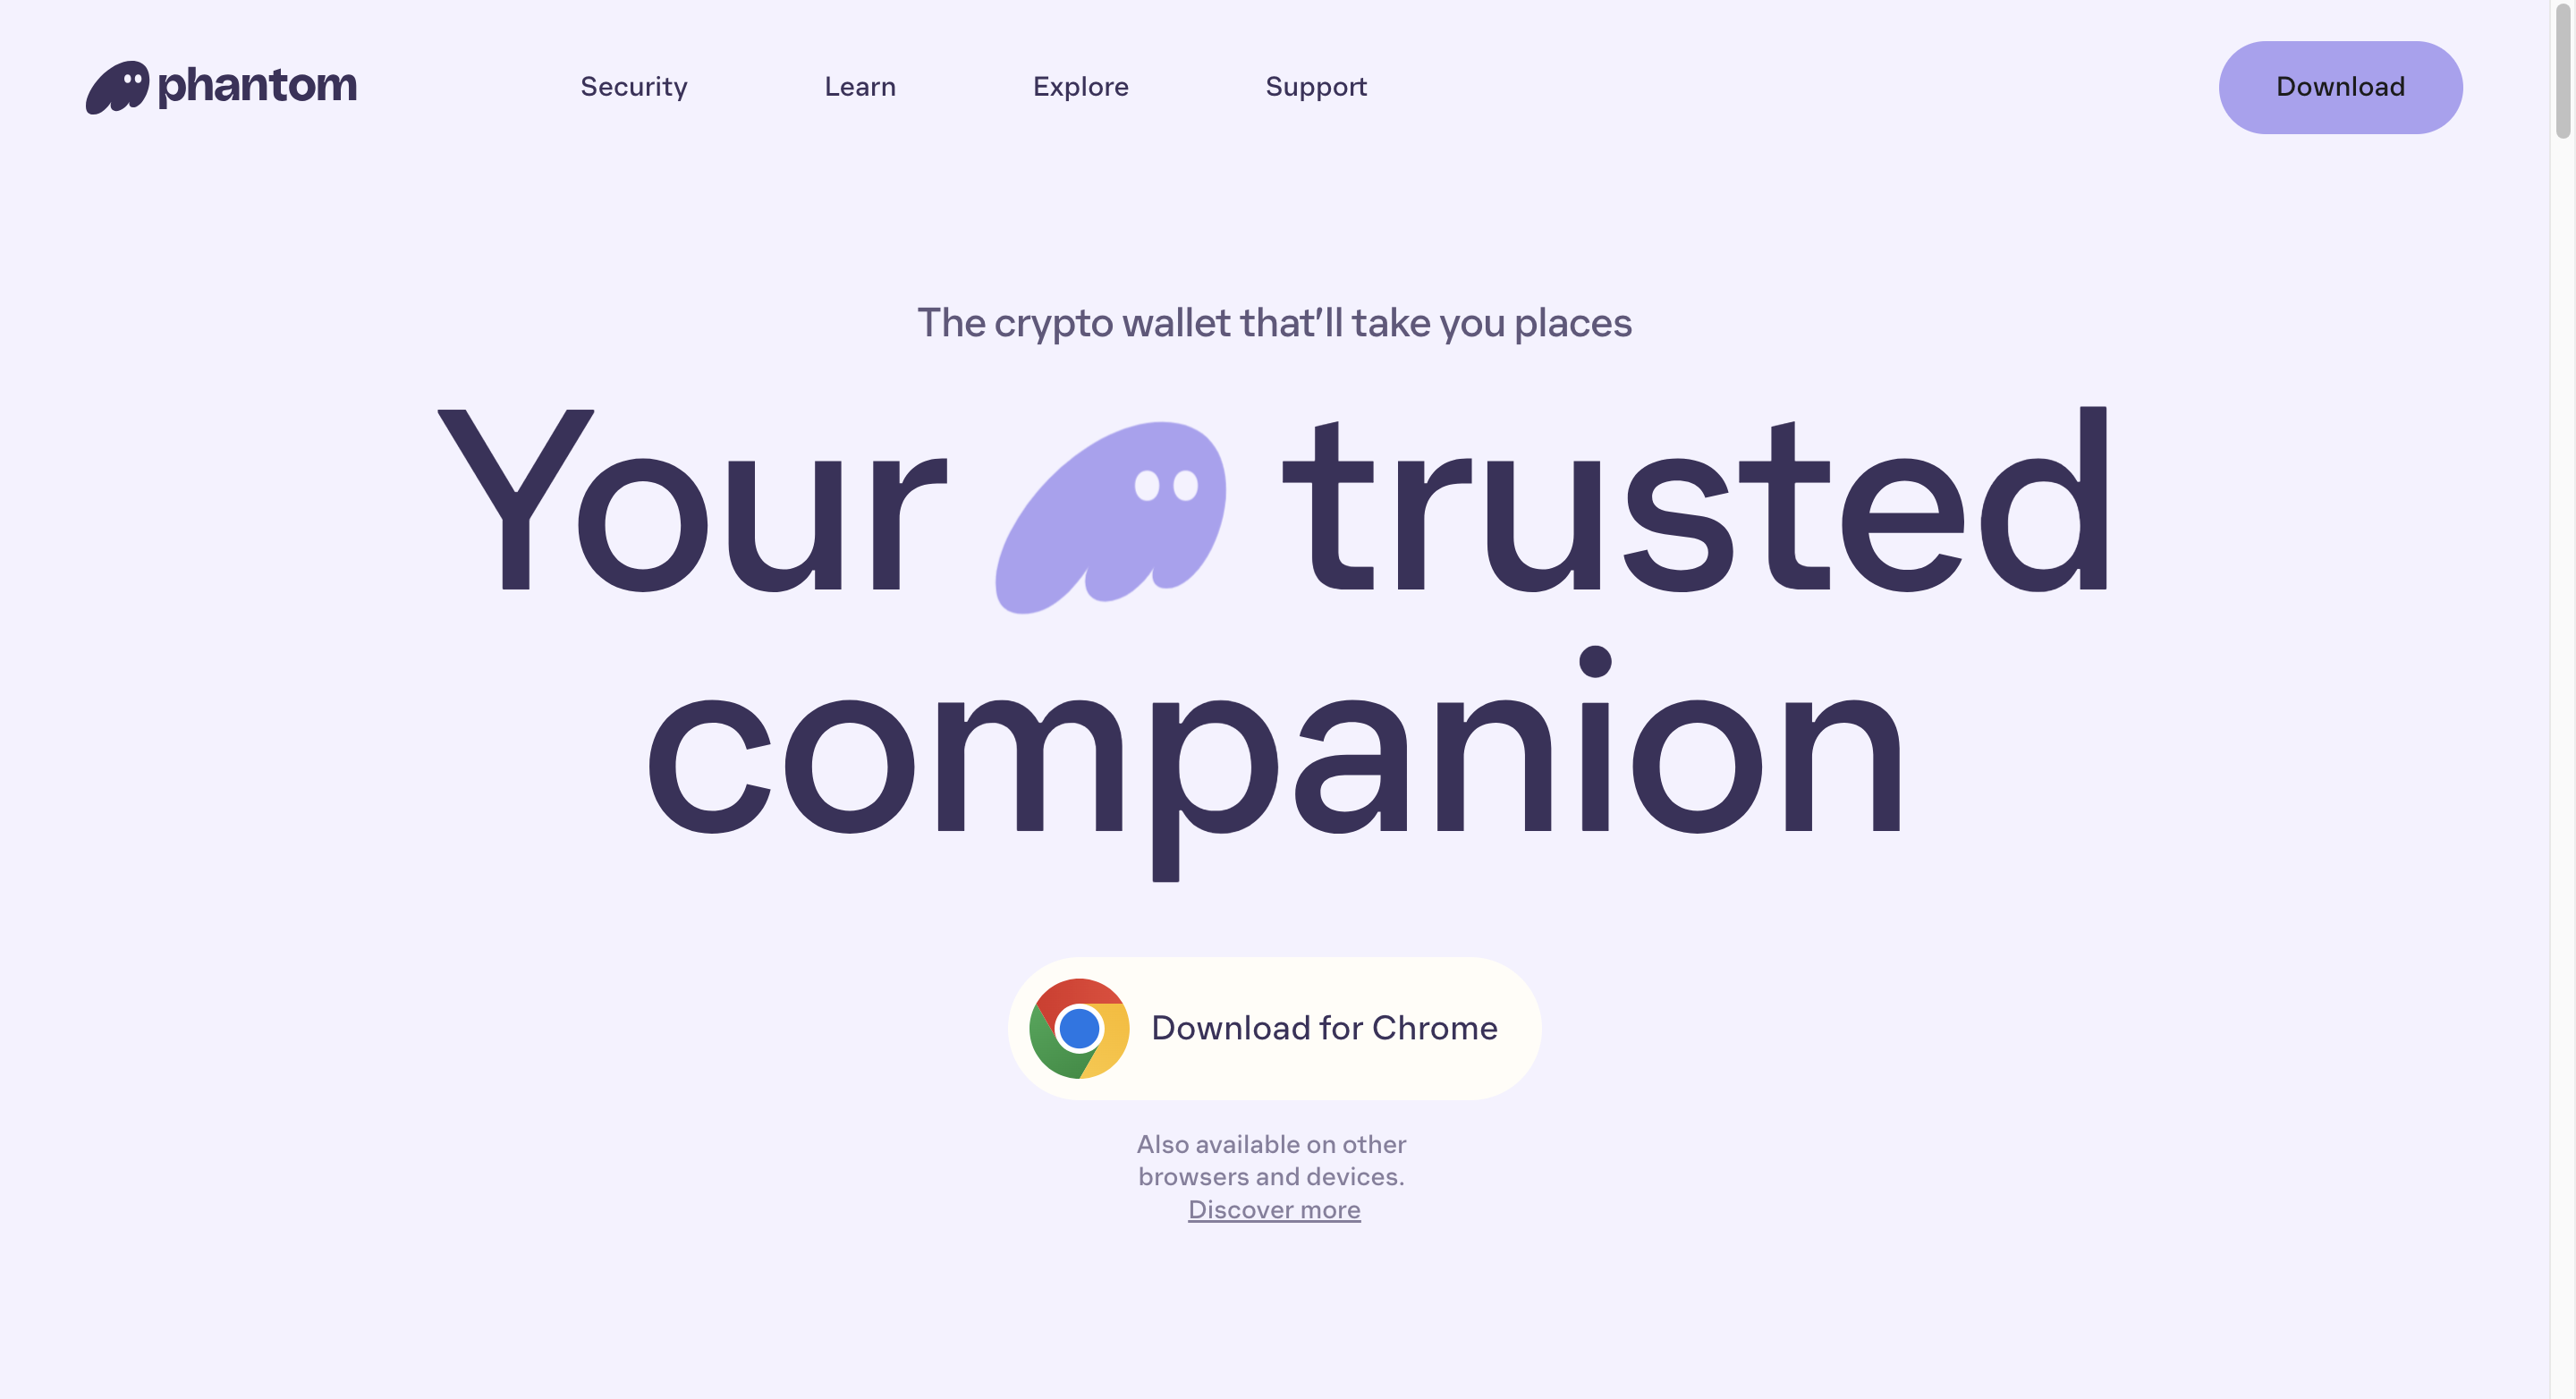 phantom
Security
Learn
Explore
Support
Download
The crypto wallet that'll take you places
Your trusted
companion
Download for Chrome
Also available on other
browsers and devices.
Discover more